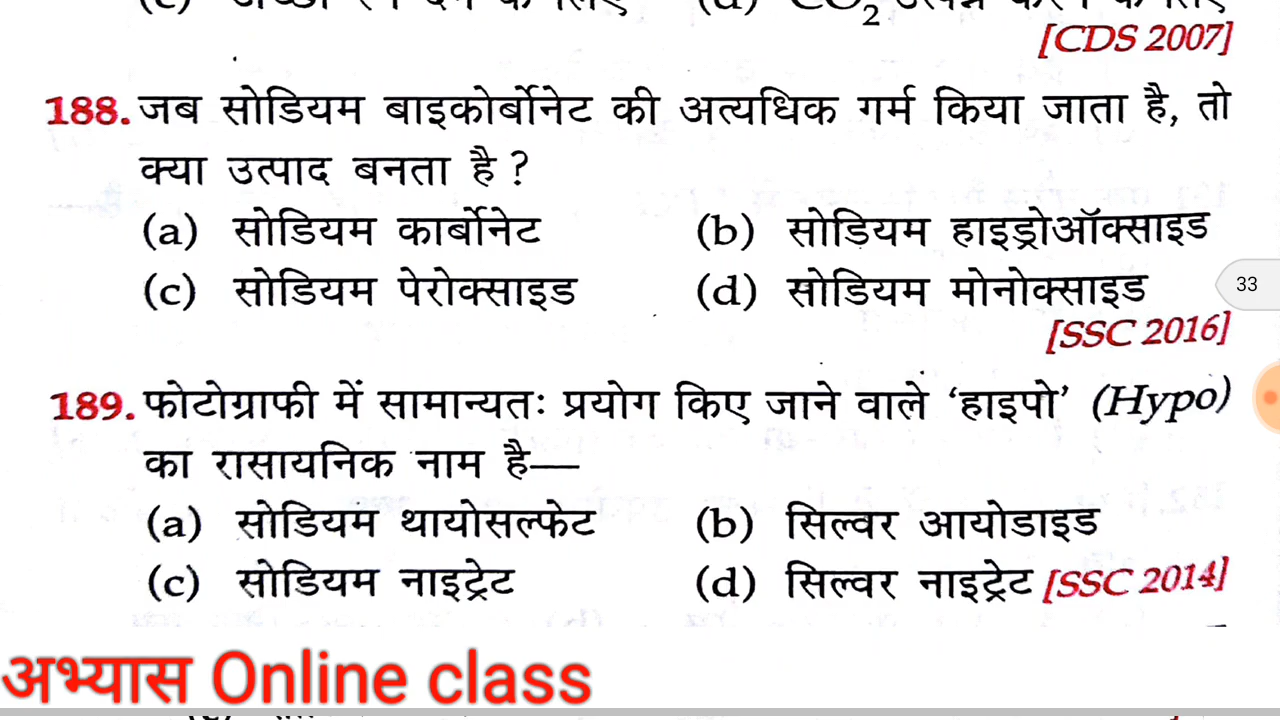 [CDS 2007]
188. जब सोडियम बाइकोर्बोनेट की अत्यधिक गर्म किया जाता है, तो
क्या उत्पाद बनता है ?
(a) सोडियम कार्बोनेट (b) सोडियम हाइड्रोऑक्साइड
(c) सोडियम पेरोक्साइड (d) सोडियम मोनोक्साइड
33
[SSC 2016]
189. फोटोग्राफी में सामान्यतः प्रयोग किए जाने वाले ‘हाइपो’ (Hypo)
का रासायनिक नाम है—
(a) सोडियम थायोसल्फेट (b) सिल्वर आयोडाइड
(c) सोडियम नाइट्रेट (d) सिल्वर नाइट्रेट [SSC 2014]
अभ्यास Online class